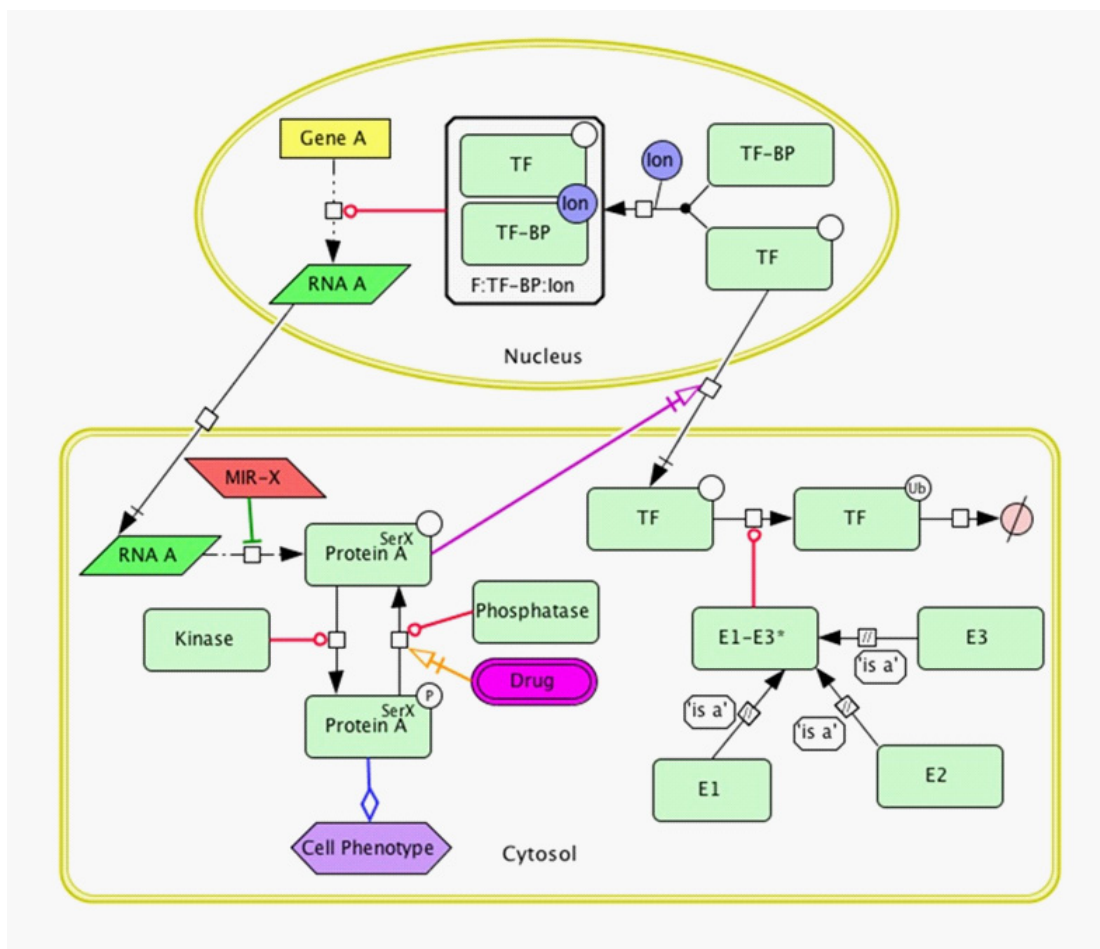 Gene A
TF
Ion
TF-BP
F:TF-BP:Ion
Ion
TF-BP
TF
RNA A
Nucleus
MIR-X
RNA A
SerX
Protein A
TF
TF
Ub
Kinase
Phosphatase
Drug
E1-E3*
E3
'is a'
'is a'
'is a'
SerX
P
Protein A
E1
E2
Cell Phenotype
Cytosol